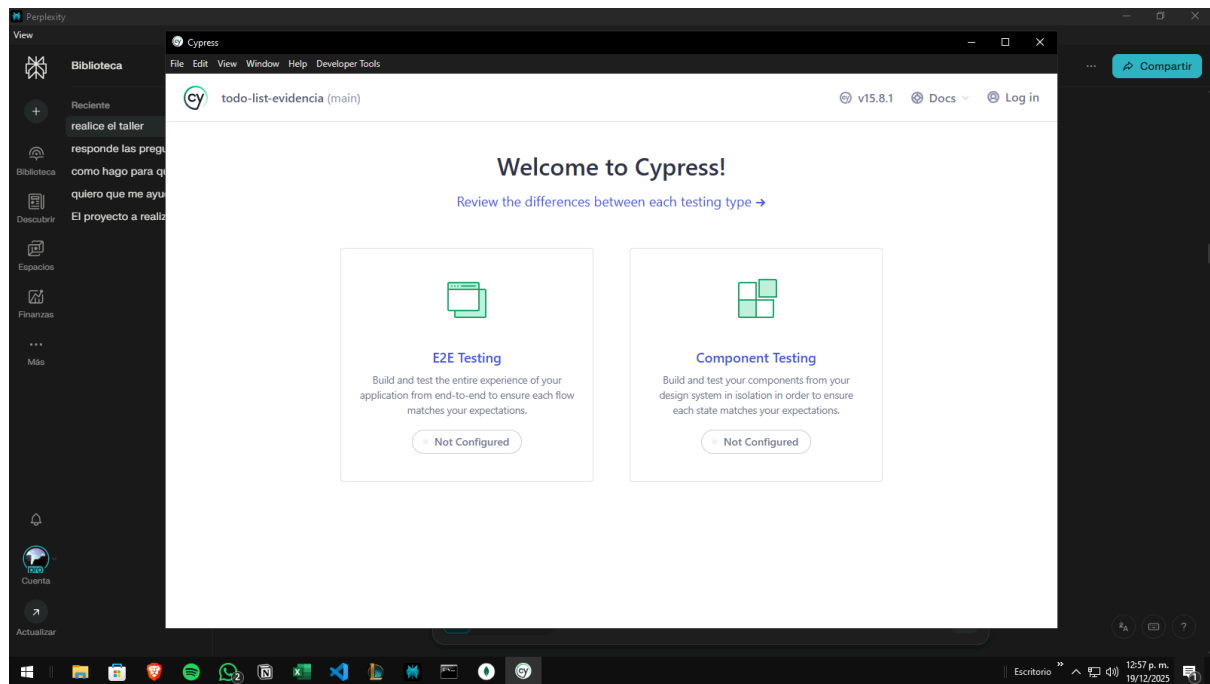 Perplexity
View
Biblioteca
Reciente
realice el taller
responde las pregu
como hago para qu
quiero que me ayu
El proyecto a realiz
Biblioteca
Descubrir
Espacios
Finanzas
Más
Cuenta
pro
Actualizar
Compartir
Cypress
File Edit View Window Help Developer Tools
cy todo-list-evidencia (main)
v15.8.1 Docs Log in
Welcome to Cypress!
Review the differences between each testing type →
E2E Testing
Build and test the entire experience of your
application from end-to-end to ensure each flow
matches your expectations.
Not Configured
Component Testing
Build and test your components from your
design system in isolation in order to ensure
each state matches your expectations.
Not Configured
Escritorio
12:57 p. m.
19/12/2025